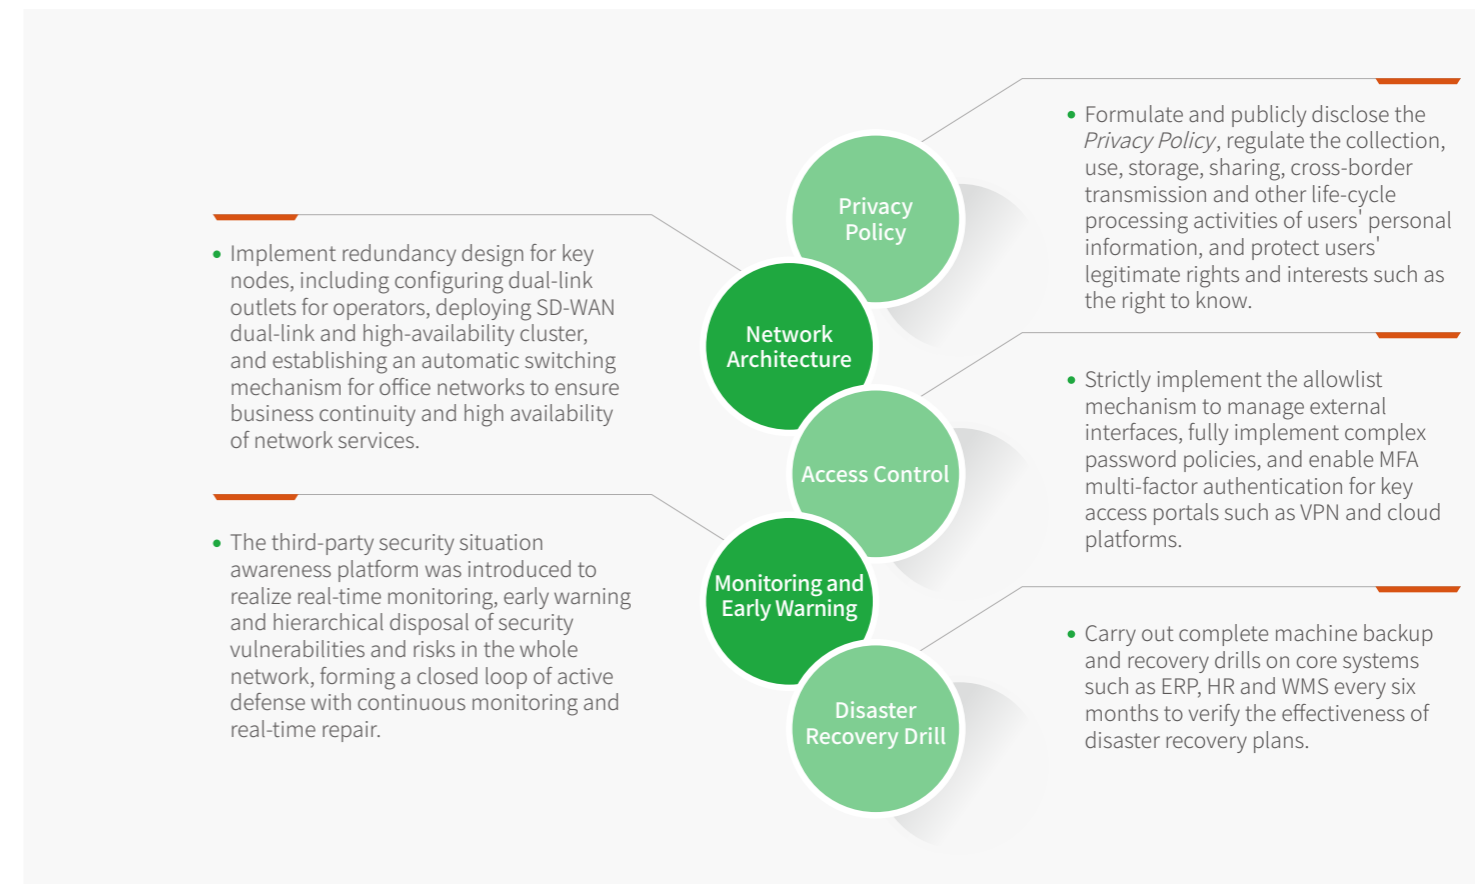 Privacy
Policy
• Formulate and publicly disclose the
Privacy Policy, regulate the collection,
use, storage, sharing, cross-border
transmission and other life-cycle
processing activities of users' personal
information, and protect users'
legitimate rights and interests such as
the right to know.
Network
Architecture
• Implement redundancy design for key
nodes, including configuring dual-link
outlets for operators, deploying SD-WAN
dual-link and high-availability cluster,
and establishing an automatic switching
mechanism for office networks to ensure
business continuity and high availability
of network services.
Access Control
• Strictly implement the allowlist
mechanism to manage external
interfaces, fully implement complex
password policies, and enable MFA
multi-factor authentication for key
access portals such as VPN and cloud
platforms.
Monitoring and
Early Warning
• The third-party security situation
awareness platform was introduced to
realize real-time monitoring, early warning
and hierarchical disposal of security
vulnerabilities and risks in the whole
network, forming a closed loop of active
defense with continuous monitoring and
real-time repair.
Disaster
Recovery Drill
• Carry out complete machine backup
and recovery drills on core systems
such as ERP, HR and WMS every six
months to verify the effectiveness of
disaster recovery plans.